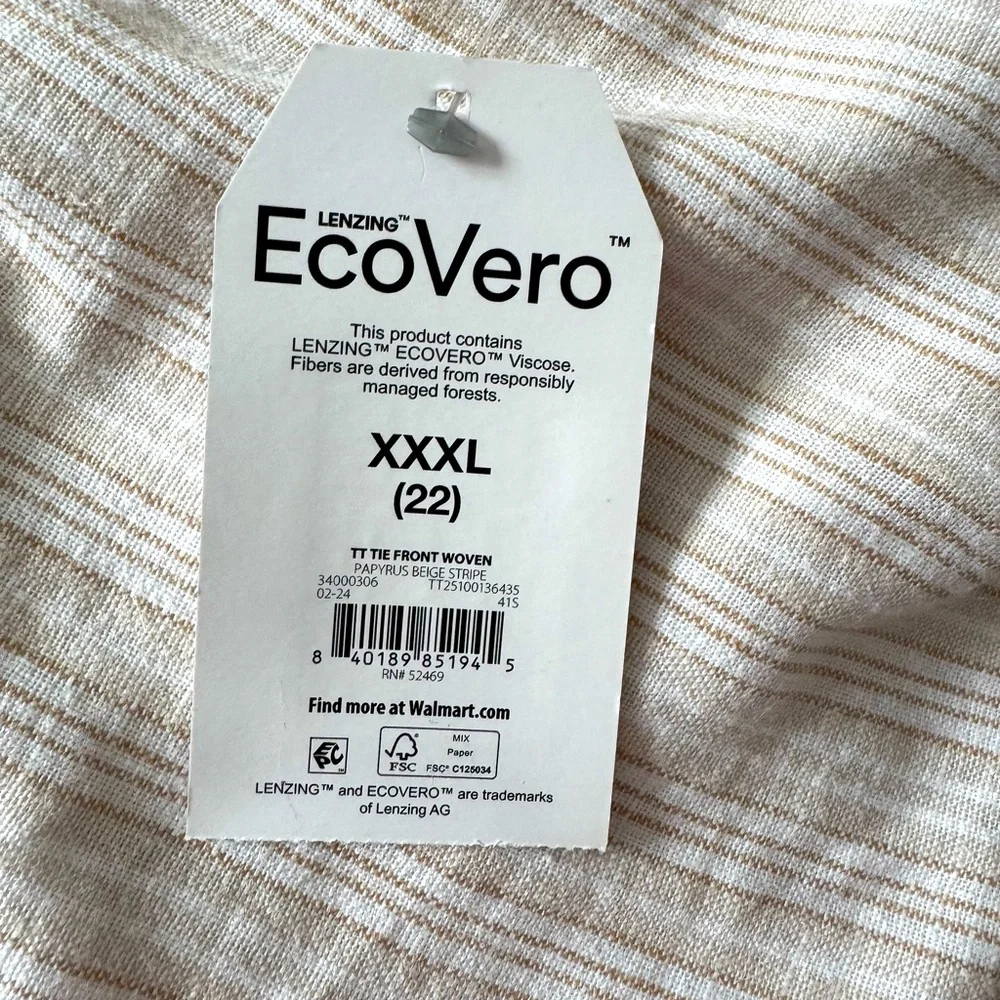 LENZING™
EcoVero™
This product contains
LENZING™ ECOVERO™ Viscose.
Fibers are derived from responsibly
managed forests.
XXXL
(22)
TT TIE FRONT WOVEN
PAPYRUS BEIGE STRIPE
34000306 TT25100136435
02-24 41S
8 40189 85194 5
RN# 52469
Find more at Walmart.com
EPC™
FSC
MIX
Paper
FSC® C125034
LENZING™ and ECOVERO™ are trademarks
of Lenzing AG